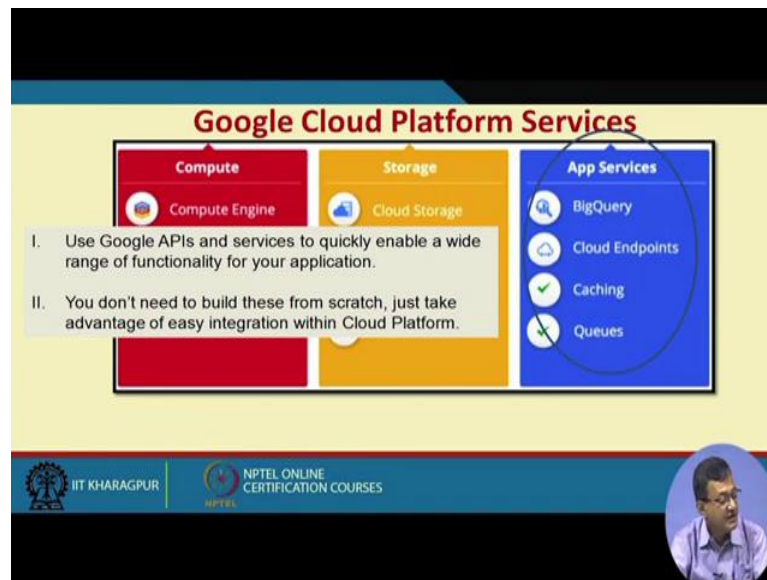 Google Cloud Platform Services
Compute
Compute Engine
Storage
Cloud Storage
App Services
BigQuery
Cloud Endpoints
Caching
Queues
I. Use Google APIs and services to quickly enable a wide
range of functionality for your application.
II. You don't need to build these from scratch, just take
advantage of easy integration within Cloud Platform.
IIT KHARAGPUR
NPTEL
NPTEL ONLINE
CERTIFICATION COURSES